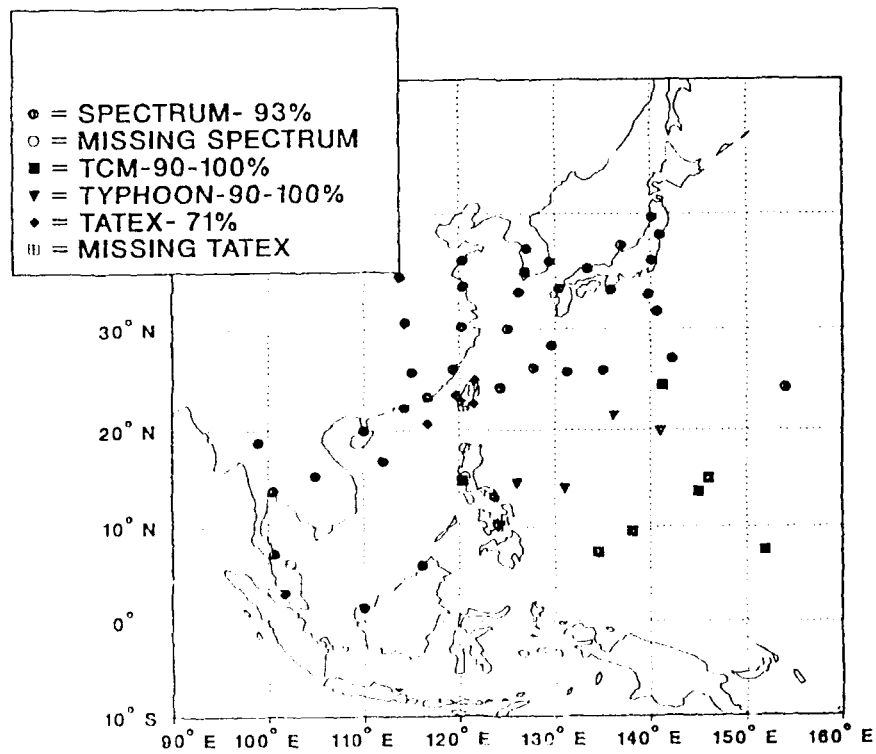 = SPECTRUM- 93%
= MISSING SPECTRUM
= TCM-90-100%
= TYPHOON-90-100%
= TATEX- 71%
= MISSING TATEX
30° N
20° N
10° N
0°
10° S
90° E 100° E 110° E 120° E 130° E 140° E 150° E 160° E